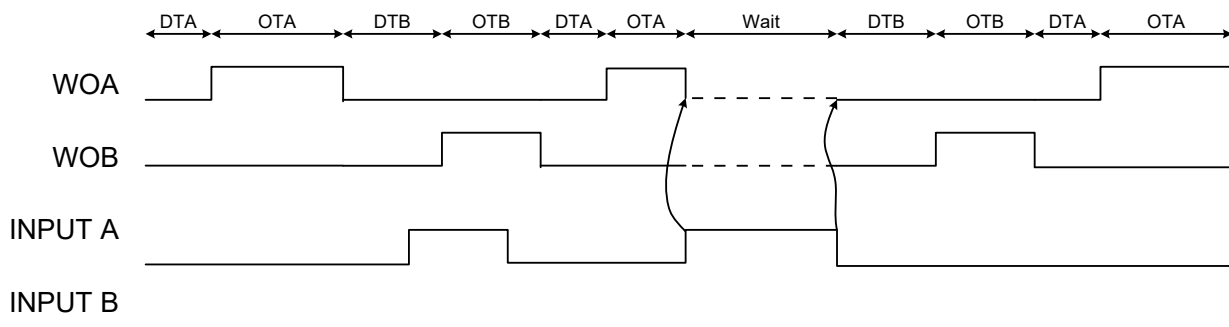 DTA OTA DTB OTB DTA OTA Wait DTB OTB DTA OTA
WOA
WOB
INPUT A
INPUT B